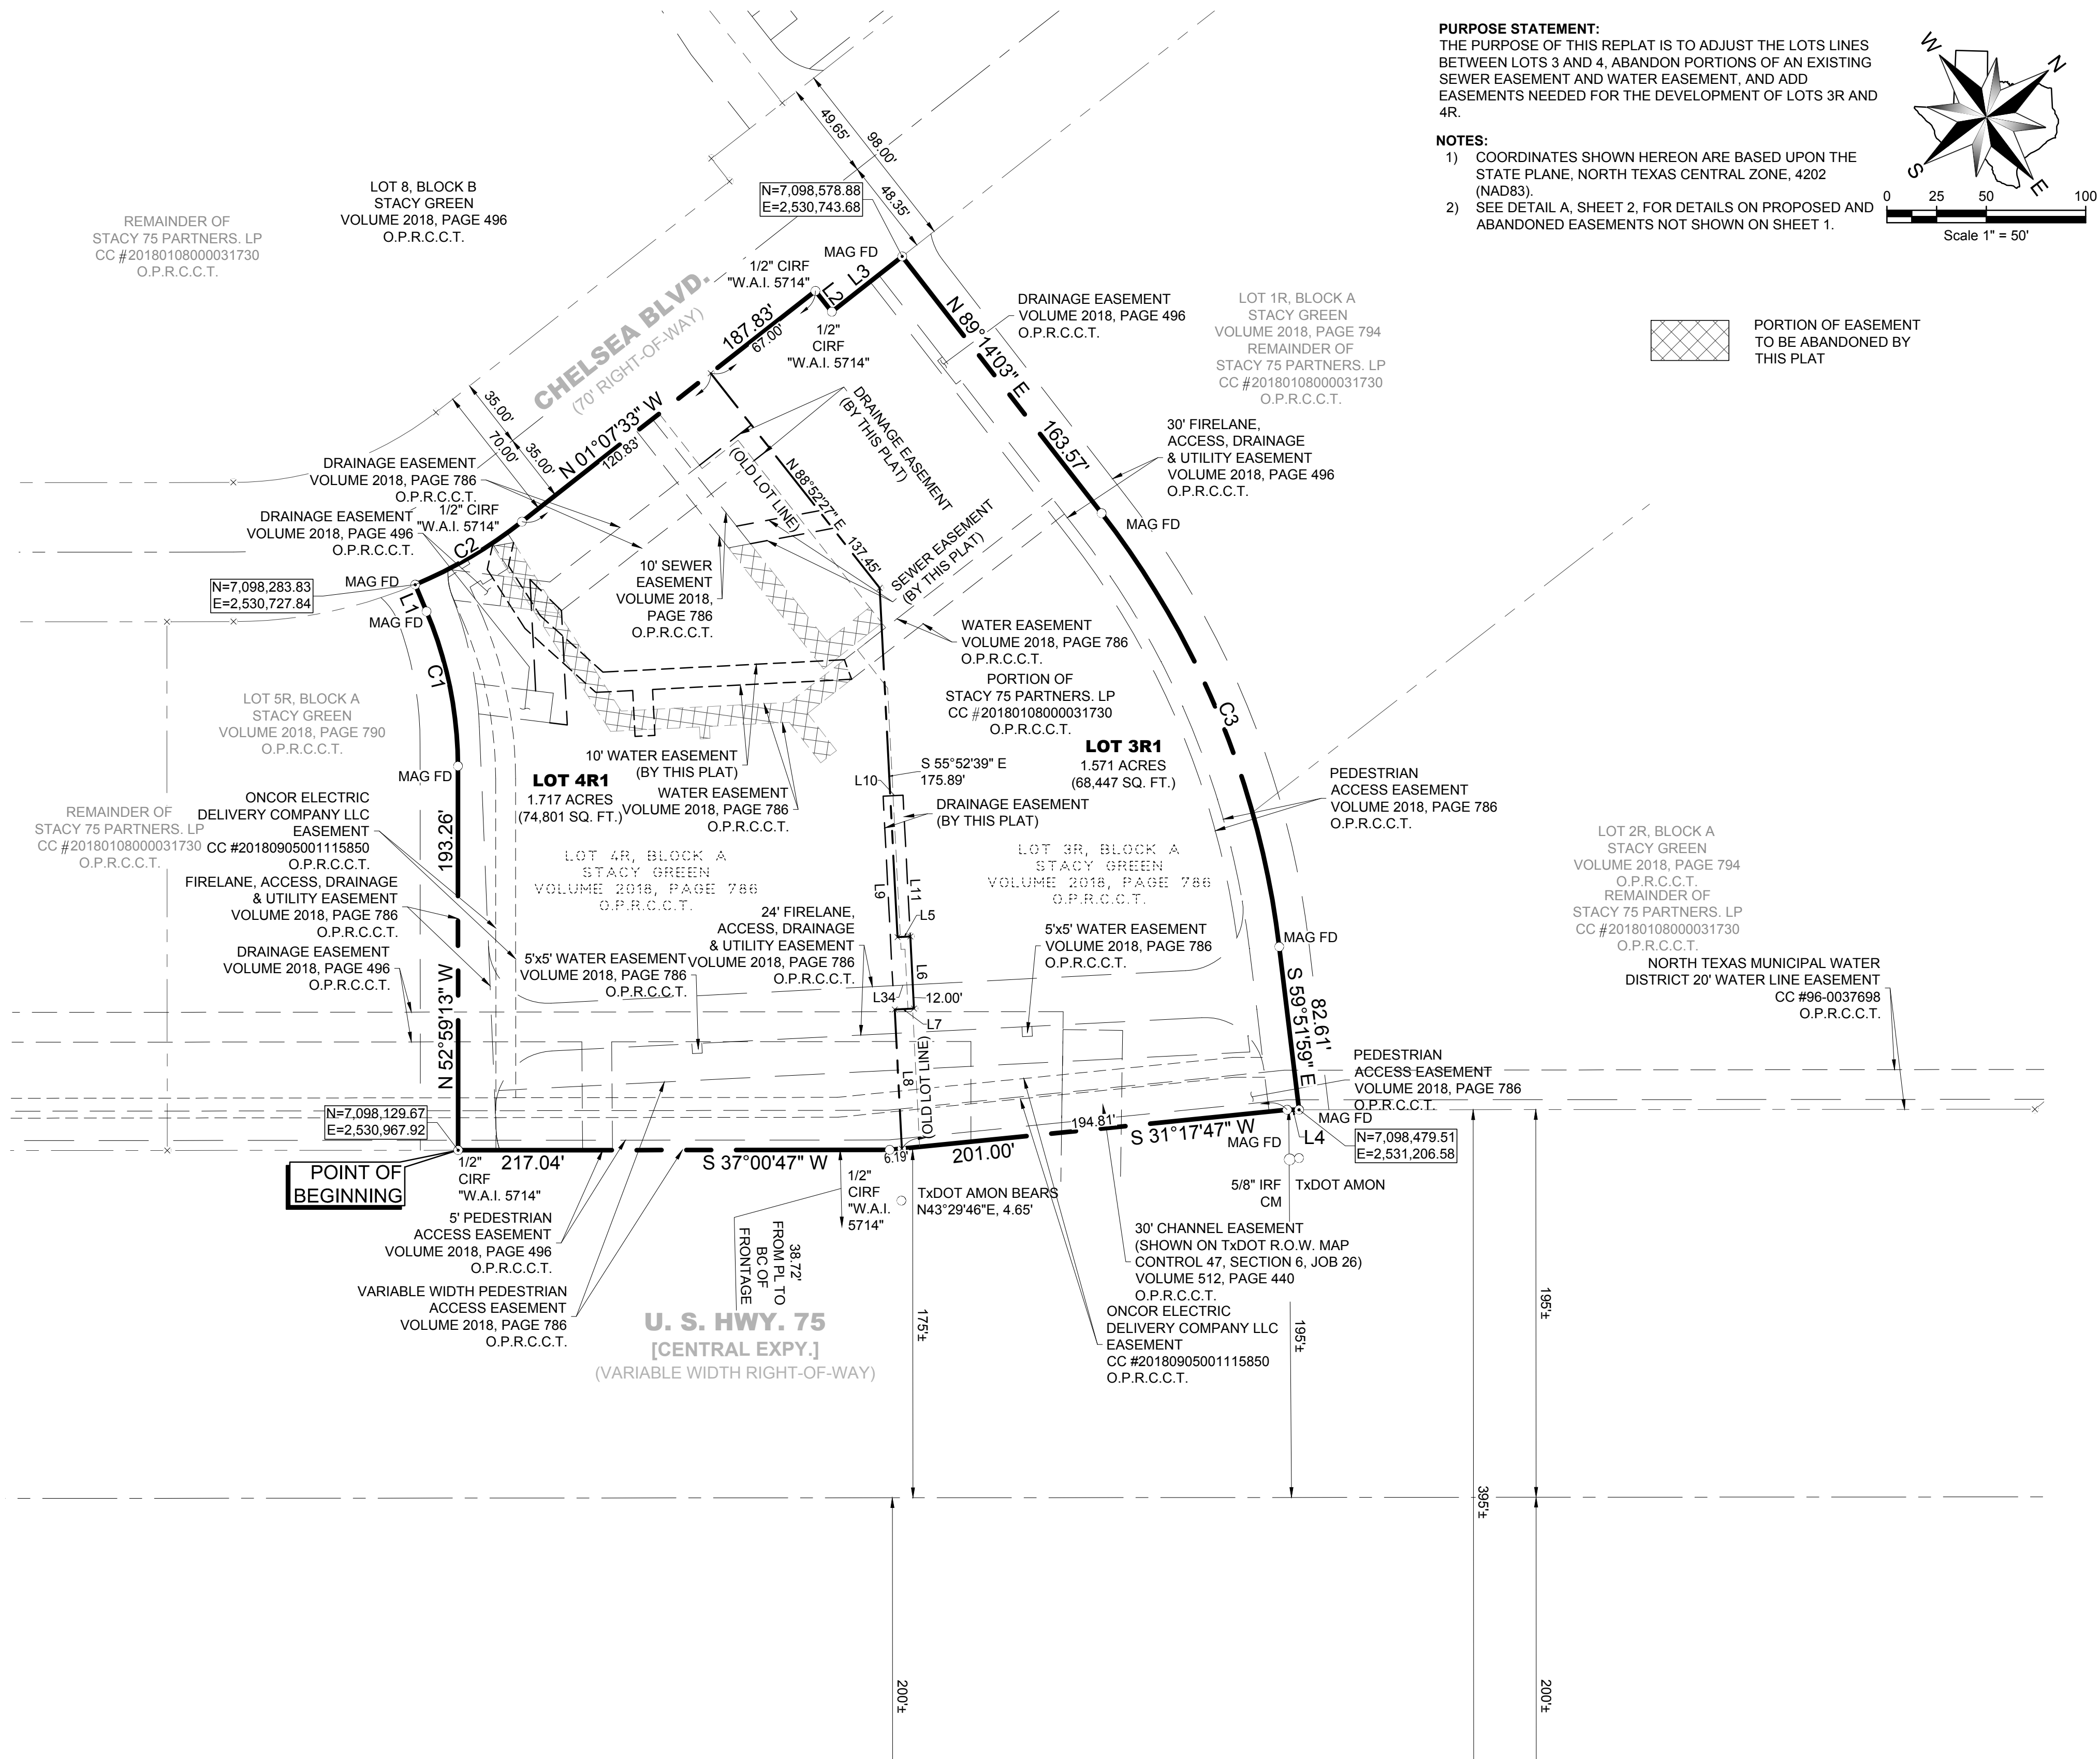 PURPOSE STATEMENT:
THE PURPOSE OF THIS REPLAT IS TO ADJUST THE LOTS LINES
BETWEEN LOTS 3 AND 4, ABANDON PORTIONS OF AN EXISTING
SEWER EASEMENT AND WATER EASEMENT, AND ADD
EASEMENTS NEEDED FOR THE DEVELOPMENT OF LOTS 3R AND
4R.
NOTES:
1) COORDINATES SHOWN HEREON ARE BASED UPON THE
STATE PLANE, NORTH TEXAS CENTRAL ZONE, 4202
(NAD83).
2) SEE DETAIL A, SHEET 2, FOR DETAILS ON PROPOSED AND
ABANDONED EASEMENTS NOT SHOWN ON SHEET 1.
W
N
S
E
0 25 50 100
Scale 1" = 50'
PORTION OF EASEMENT
TO BE ABANDONED BY
THIS PLAT
REMAINDER OF
STACY 75 PARTNERS. LP
CC #20180108000031730
O.P.R.C.C.T.
LOT 8, BLOCK B
STACY GREEN
VOLUME 2018, PAGE 496
O.P.R.C.C.T.
49.65'
98.00'
48.35'
N=7,098,578.88
E=2,530,743.68
MAG FD
1/2" CIRF
"W.A.I. 5714"
L2
L3
1/2"
CIRF
"W.A.I. 5714"
CHELSEA BLVD.
(70' RIGHT-OF-WAY)
187.83'
67.00'
N 01°07'33" W
120.83'
35.00'
70.00'
35.00'
N 89°14'03" E
163.57'
DRAINAGE EASEMENT
VOLUME 2018, PAGE 496
O.P.R.C.C.T.
LOT 1R, BLOCK A
STACY GREEN
VOLUME 2018, PAGE 794
REMAINDER OF
STACY 75 PARTNERS. LP
CC #20180108000031730
O.P.R.C.C.T.
30' FIRELANE,
ACCESS, DRAINAGE
& UTILITY EASEMENT
VOLUME 2018, PAGE 496
O.P.R.C.C.T.
MAG FD
DRAINAGE EASEMENT
(BY THIS PLAT)
(OLD LOT LINE)
N 88°52'27" E
137.45'
SEWER EASEMENT
(BY THIS PLAT)
DRAINAGE EASEMENT
VOLUME 2018, PAGE 786
O.P.R.C.C.T.
1/2" CIRF
"W.A.I. 5714"
DRAINAGE EASEMENT
VOLUME 2018, PAGE 496
O.P.R.C.C.T.
C2
N=7,098,283.83
E=2,530,727.84
MAG FD
L1
MAG FD
C1
10' SEWER
EASEMENT
VOLUME 2018,
PAGE 786
O.P.R.C.C.T.
WATER EASEMENT
VOLUME 2018, PAGE 786
O.P.R.C.C.T.
PORTION OF
STACY 75 PARTNERS. LP
CC #20180108000031730
O.P.R.C.C.T.
LOT 3R1
1.571 ACRES
(68,447 SQ. FT.)
C3
LOT 5R, BLOCK A
STACY GREEN
VOLUME 2018, PAGE 790
O.P.R.C.C.T.
MAG FD
10' WATER EASEMENT
(BY THIS PLAT)
LOT 4R1
1.717 ACRES
(74,801 SQ. FT.)
WATER EASEMENT
VOLUME 2018, PAGE 786
O.P.R.C.C.T.
S 55°52'39" E
175.89'
L10
DRAINAGE EASEMENT
(BY THIS PLAT)
PEDESTRIAN
ACCESS EASEMENT
VOLUME 2018, PAGE 786
O.P.R.C.C.T.
REMAINDER OF
STACY 75 PARTNERS. LP
CC #20180108000031730
O.P.R.C.C.T.
ONCOR ELECTRIC
DELIVERY COMPANY LLC
EASEMENT
CC #20180905001115850
O.P.R.C.C.T.
FIRELANE, ACCESS, DRAINAGE
& UTILITY EASEMENT
VOLUME 2018, PAGE 786
O.P.R.C.C.T.
DRAINAGE EASEMENT
VOLUME 2018, PAGE 496
O.P.R.C.C.T.
193.26'
N 52°59'13" W
LOT 4R, BLOCK A
STACY GREEN
VOLUME 2018, PAGE 786
O.P.R.C.C.T.
LOT 3R, BLOCK A
STACY GREEN
VOLUME 2018, PAGE 786
O.P.R.C.C.T.
L9
L11
L5
L6
24' FIRELANE,
ACCESS, DRAINAGE
& UTILITY EASEMENT
VOLUME 2018, PAGE 786
O.P.R.C.C.T.
5'x5' WATER EASEMENT
VOLUME 2018, PAGE 786
O.P.R.C.C.T.
5'x5' WATER EASEMENT
VOLUME 2018, PAGE 786
O.P.R.C.C.T.
L34
12.00'
L7
L8
(OLD LOT LINE)
LOT 2R, BLOCK A
STACY GREEN
VOLUME 2018, PAGE 794
O.P.R.C.C.T.
REMAINDER OF
STACY 75 PARTNERS. LP
CC #20180108000031730
O.P.R.C.C.T.
NORTH TEXAS MUNICIPAL WATER
DISTRICT 20' WATER LINE EASEMENT
CC #96-0037698
O.P.R.C.C.T.
MAG FD
82.61'
S 59°51'59" E
PEDESTRIAN
ACCESS EASEMENT
VOLUME 2018, PAGE 786
O.P.R.C.C.T.
MAG FD
L4
N=7,098,479.51
E=2,531,206.58
MAG FD
194.81'
S 31°17'47" W
201.00'
6.19'
N=7,098,129.67
E=2,530,967.92
POINT OF
BEGINNING
1/2"
CIRF
"W.A.I. 5714"
217.04'
S 37°00'47" W
1/2"
CIRF
"W.A.I.
5714"
TxDOT AMON BEARS
N43°29'46"E, 4.65'
5/8" IRF
CM
TxDOT AMON
5' PEDESTRIAN
ACCESS EASEMENT
VOLUME 2018, PAGE 496
O.P.R.C.C.T.
VARIABLE WIDTH PEDESTRIAN
ACCESS EASEMENT
VOLUME 2018, PAGE 786
O.P.R.C.C.T.
38.72'
FROM PL TO
BC OF
FRONTAGE
30' CHANNEL EASEMENT
(SHOWN ON TxDOT R.O.W. MAP
CONTROL 47, SECTION 6, JOB 26)
VOLUME 512, PAGE 440
O.P.R.C.C.T.
ONCOR ELECTRIC
DELIVERY COMPANY LLC
EASEMENT
CC #20180905001115850
O.P.R.C.C.T.
U. S. HWY. 75
[CENTRAL EXPY.]
(VARIABLE WIDTH RIGHT-OF-WAY)
175'±
195'±
195'±
395'±
200'±
200'±